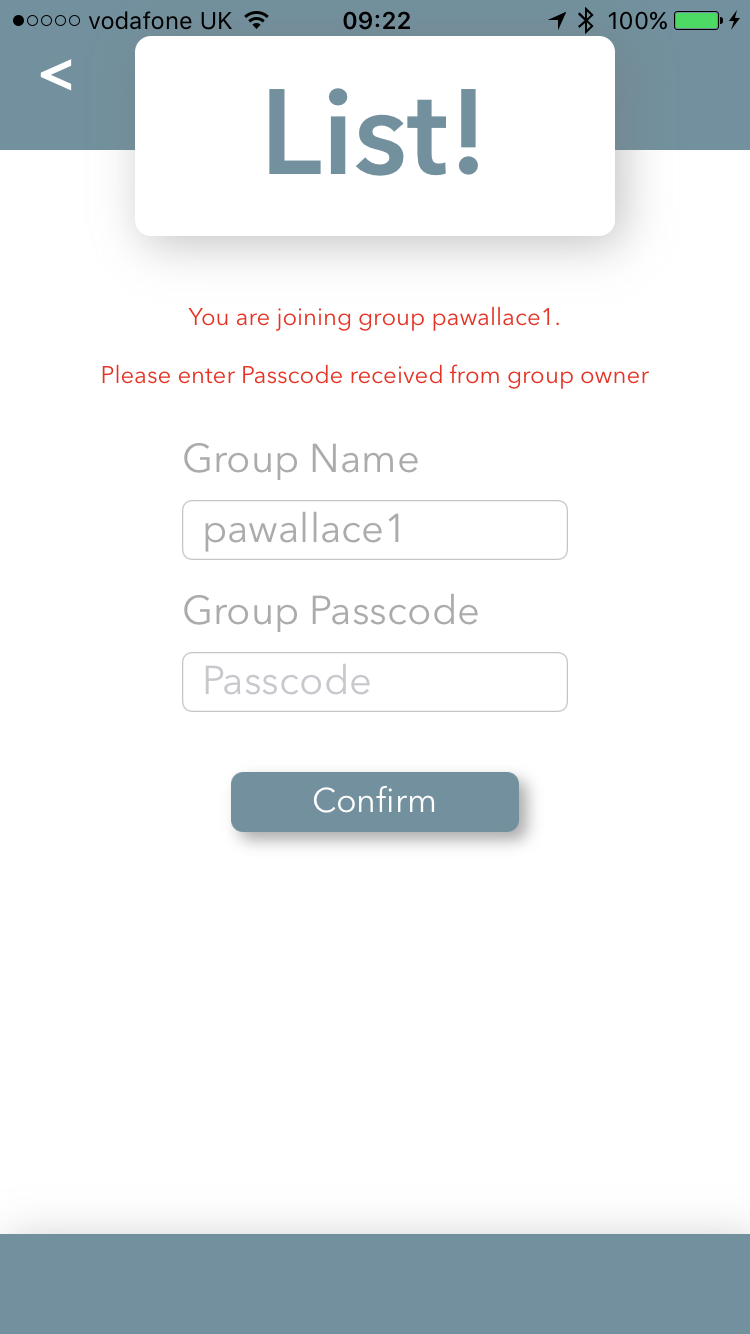 vodafone UK 09:22 100%
<
List!
You are joining group pawallace1.
Please enter Passcode received from group owner
Group Name
pawallace1
Group Passcode
Passcode
Confirm